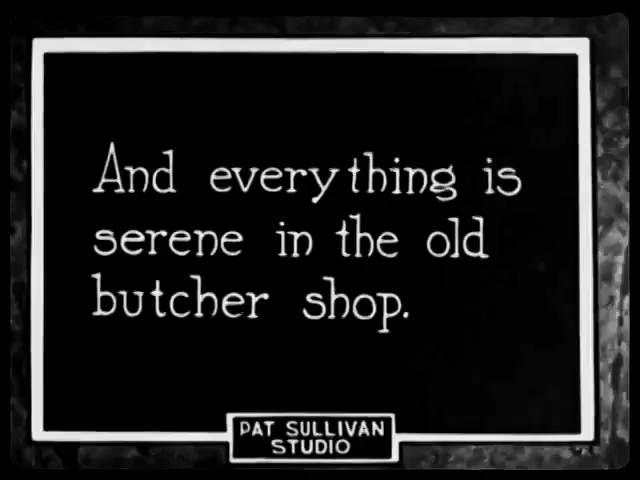 And everything is
serene in the old
butcher shop.
PAT SULLIVAN
STUDIO